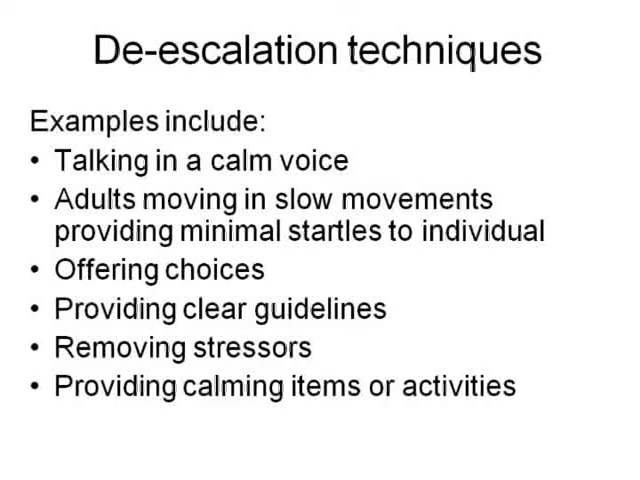 De-escalation techniques
Examples include:
• Talking in a calm voice
• Adults moving in slow movements
providing minimal startles to individual
• Offering choices
• Providing clear guidelines
• Removing stressors
• Providing calming items or activities